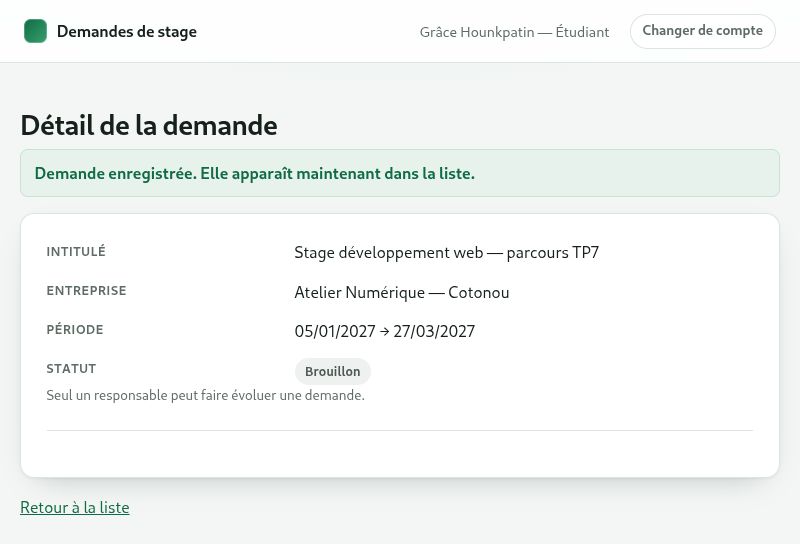 Demandes de stage
Grâce Hounkpatin — Étudiant
Changer de compte
Détail de la demande
Demande enregistrée. Elle apparaît maintenant dans la liste.
INTITULÉ
Stage développement web — parcours TP7
ENTREPRISE
Atelier Numérique — Cotonou
PÉRIODE
05/01/2027 → 27/03/2027
STATUT
Brouillon
Seul un responsable peut faire évoluer une demande.
Retour à la liste